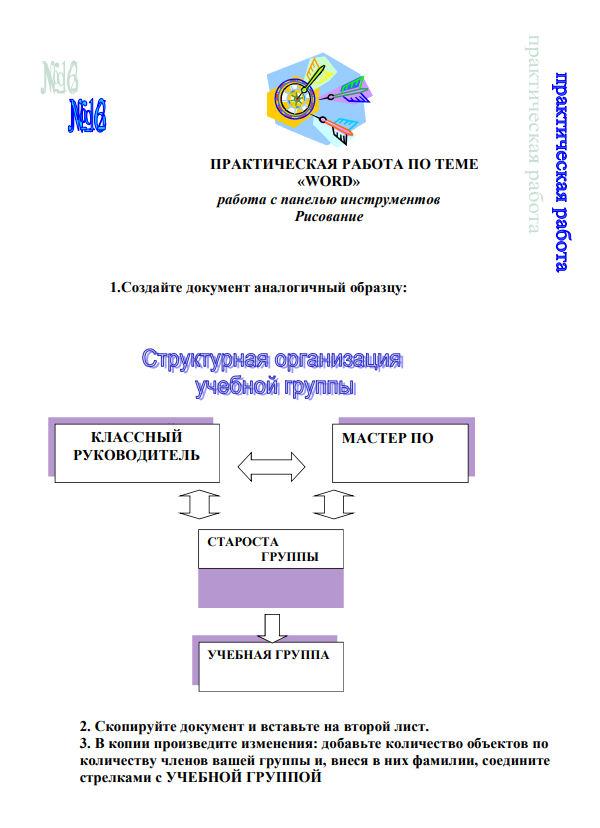 №16
№16
практическая работа
практическая работа
ПРАКТИЧЕСКАЯ РАБОТА ПО ТЕМЕ
«WORD»
работа с панелью инструментов
Рисование
1.Создайте документ аналогичный образцу:
Структурная организация
учебной группы
КЛАССНЫЙ
РУКОВОДИТЕЛЬ
МАСТЕР ПО
СТАРОСТА
ГРУППЫ
УЧЕБНАЯ ГРУППА
2. Скопируйте документ и вставьте на второй лист.
3. В копии произведите изменения: добавьте количество объектов по
количеству членов вашей группы и, внеся в них фамилии, соедините
стрелками с УЧЕБНОЙ ГРУППОЙ